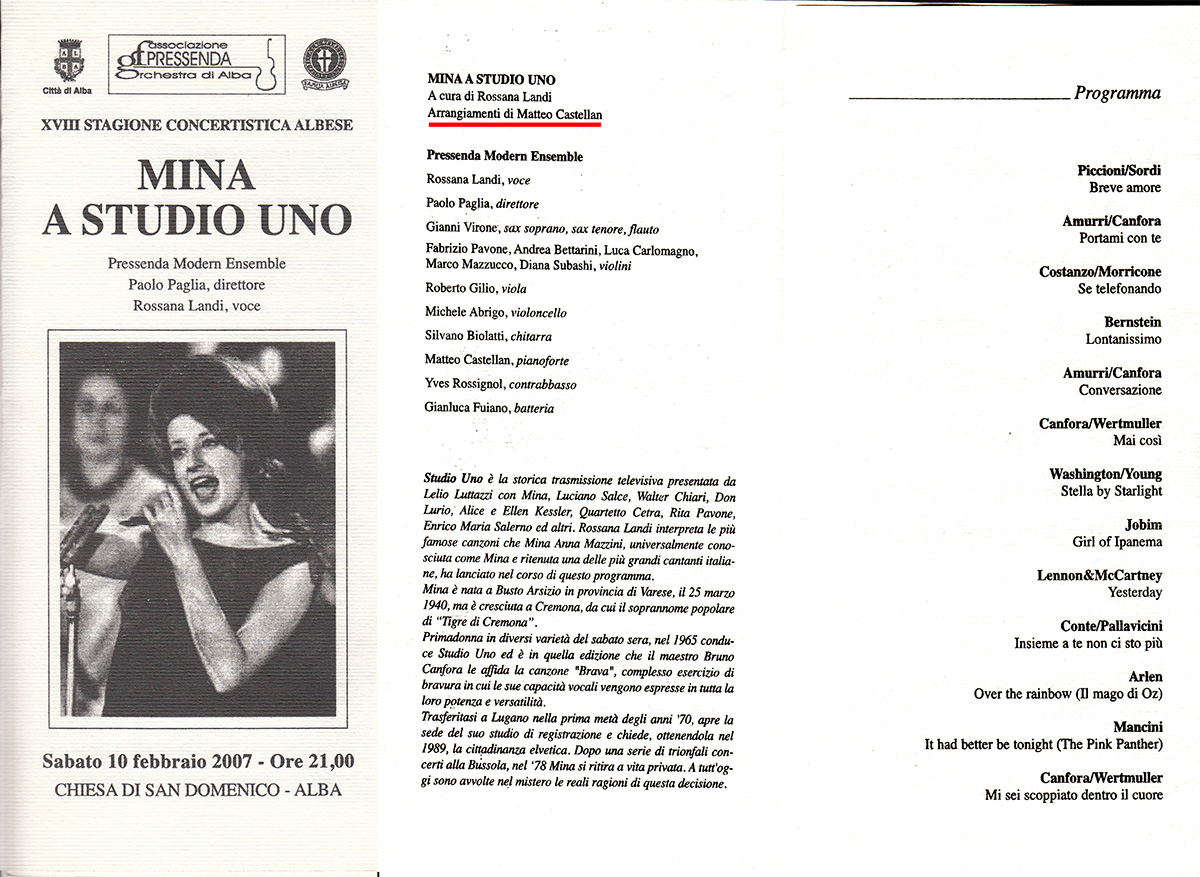 Città di Alba
associazione
gf PRESSENDA
Orchestra di Alba
FAMIJA ALBEISA
XVIII STAGIONE CONCERTISTICA ALBESE
MINA
A STUDIO UNO
Pressenda Modern Ensemble
Paolo Paglia, direttore
Rossana Landi, voce
Sabato 10 febbraio 2007 - Ore 21,00
CHIESA DI SAN DOMENICO - ALBA
MINA A STUDIO UNO
A cura di Rossana Landi
Arrangiamenti di Matteo Castellan
Pressenda Modern Ensemble
Rossana Landi, voce
Paolo Paglia, direttore
Gianni Virone, sax soprano, sax tenore, flauto
Fabrizio Pavone, Andrea Bettarini, Luca Carlomagno,
Marco Mazzucco, Diana Subashi, violini
Roberto Gilio, viola
Michele Abrigo, violoncello
Silvano Biolatti, chitarra
Matteo Castellan, pianoforte
Yves Rossignol, contrabbasso
Gianluca Fuiano, batteria
Studio Uno è la storica trasmissione televisiva presentata da
Lelio Luttazzi con Mina, Luciano Salce, Walter Chiari, Don
Lurio, Alice e Ellen Kessler, Quartetto Cetra, Rita Pavone,
Enrico Maria Salerno ed altri. Rossana Landi interpreta le più
famose canzoni che Mina Anna Mazzini, universalmente cono-
sciuta come Mina e ritenuta una delle più grandi cantanti italia-
ne, ha lanciato nel corso di questo programma.
Mina è nata a Busto Arsizio in provincia di Varese, il 25 marzo
1940, ma è cresciuta a Cremona, da cui il soprannome popolare
di "Tigre di Cremona".
Primadonna in diversi varietà del sabato sera, nel 1965 condu-
ce Studio Uno ed è in quella edizione che il maestro Bruno
Canfora le affida la canzone "Brava", complesso esercizio di
bravura in cui le sue capacità vocali vengono espresse in tutta la
loro potenza e versatilità.
Trasferitasi a Lugano nella prima metà degli anni '70, apre la
sede del suo studio di registrazione e chiede, ottenendola nel
1989, la cittadinanza elvetica. Dopo una serie di trionfali con-
certi alla Bussola, nel '78 Mina si ritira a vita privata. A tutt'og-
gi sono avvolte nel mistero le reali ragioni di questa decisione.
Programma
Piccioni/Sordi
Breve amore
Amurri/Canfora
Portami con te
Costanzo/Morricone
Se telefonando
Bernstein
Lontanissimo
Amurri/Canfora
Conversazione
Canfora/Wertmuller
Mai così
Washington/Young
Stella by Starlight
Jobim
Girl of Ipanema
Lennon&McCartney
Yesterday
Conte/Pallavicini
Insieme a te non ci sto più
Arlen
Over the rainbow (Il mago di Oz)
Mancini
It had better be tonight (The Pink Panther)
Canfora/Wertmuller
Mi sei scoppiato dentro il cuore